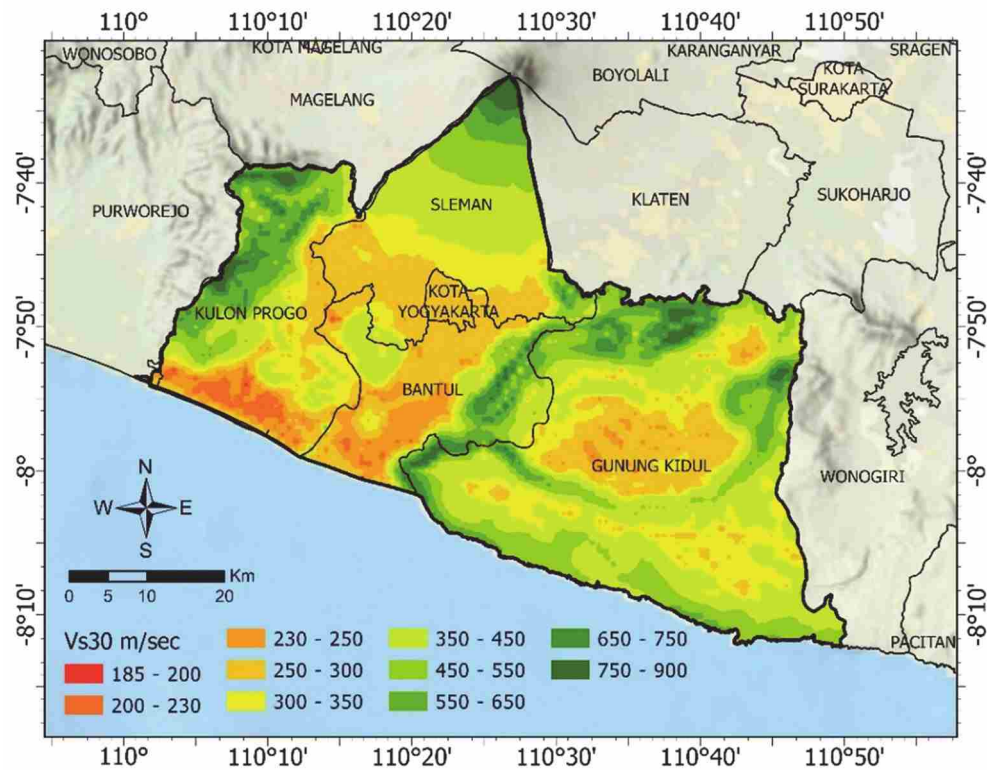 110° 110°10' 110°20' 110°30' 110°40' 110°50'
WONOSOBO
KOTA MAGELANG
KARANGANYAR
SRAGEN
MAGELANG
BOYOLALI
KOTA
SURAKARTA
-7°40'
-7°40'
PURWOREJO
SLEMAN
KLATEN
SUKOHARJO
-7°50'
KULON PROGO
KOTA
YOGYAKARTA
-7°50'
BANTUL
-8°
GUNUNG KIDUL
WONOGIRI
-8°
N
W E
S
Km
0 5 10 20
-8°10'
-8°10'
PACITAN
Vs30 m/sec
185 - 200
200 - 230
230 - 250
250 - 300
300 - 350
350 - 450
450 - 550
550 - 650
650 - 750
750 - 900
110° 110°10' 110°20' 110°30' 110°40' 110°50'